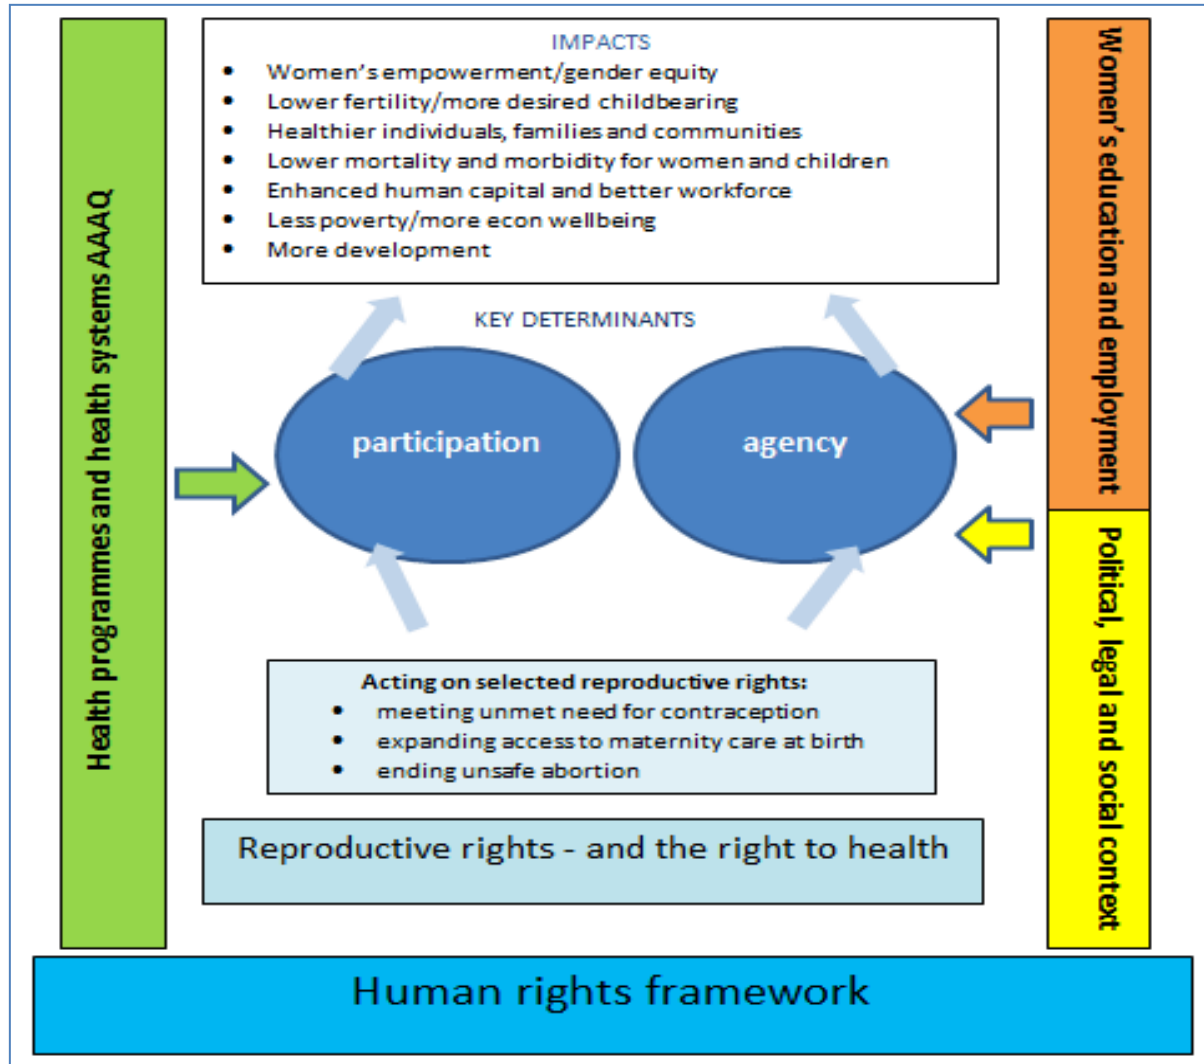 IMPACTS
• Women's empowerment/gender equity
• Lower fertility/more desired childbearing
• Healthier individuals, families and communities
• Lower mortality and morbidity for women and children
• Enhanced human capital and better workforce
• Less poverty/more econ wellbeing
• More development
Health programmes and health systems AAAQ
Women's education and employment
KEY DETERMINANTS
participation
agency
Political, legal and social context
Acting on selected reproductive rights:
• meeting unmet need for contraception
• expanding access to maternity care at birth
• ending unsafe abortion
Reproductive rights - and the right to health
Human rights framework